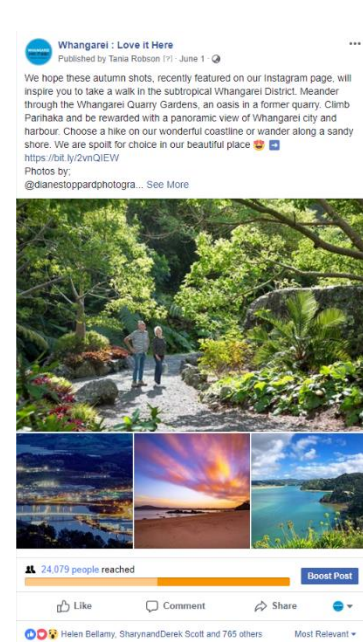 Whangarei : Love it Here
Published by Tania Robson [?] · June 1 ·
We hope these autumn shots, recently featured on our Instagram page, will
inspire you to take a walk in the subtropical Whangarei District. Meander
through the Whangarei Quarry Gardens, an oasis in a former quarry. Climb
Parihaka and be rewarded with a panoramic view of Whangarei city and
harbour. Choose a hike on our wonderful coastline or wander along a sandy
shore. We are spoilt for choice in our beautiful place 😍 ➡
https://bit.ly/2vnQIEW
Photos by;
@dianestoppardphotogra... See More
24,079 people reached
Boost Post
Like Comment Share
Helen Bellamy, SharynandDerek Scott and 765 others Most Relevant